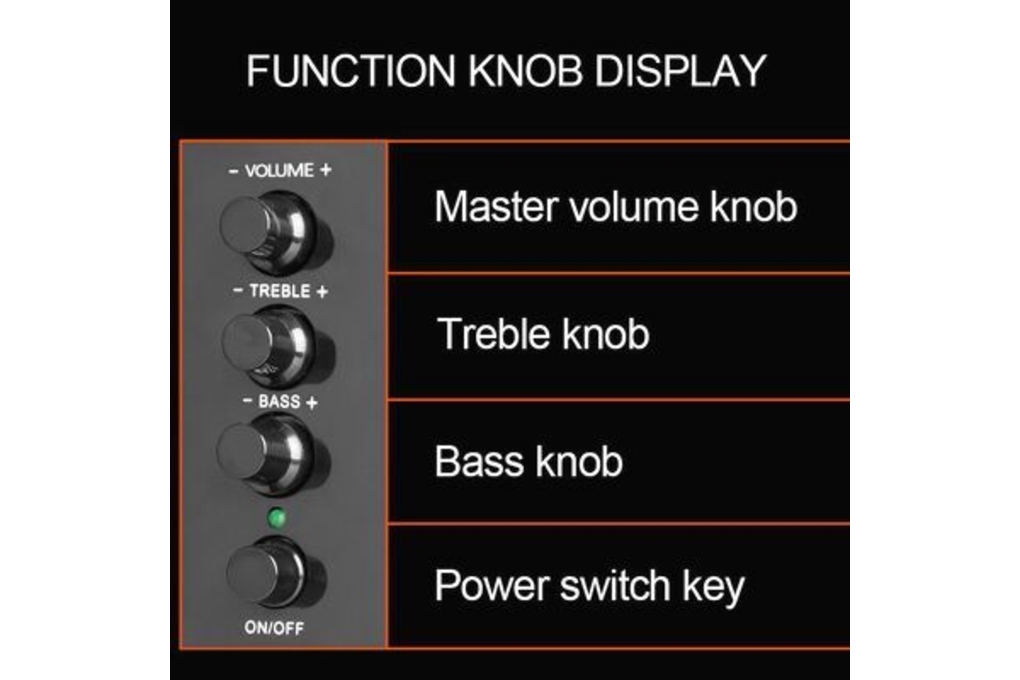 FUNCTION KNOB DISPLAY
- VOLUME +
Master volume knob
- TREBLE +
Treble knob
- BASS +
Bass knob
Power switch key
ON/OFF